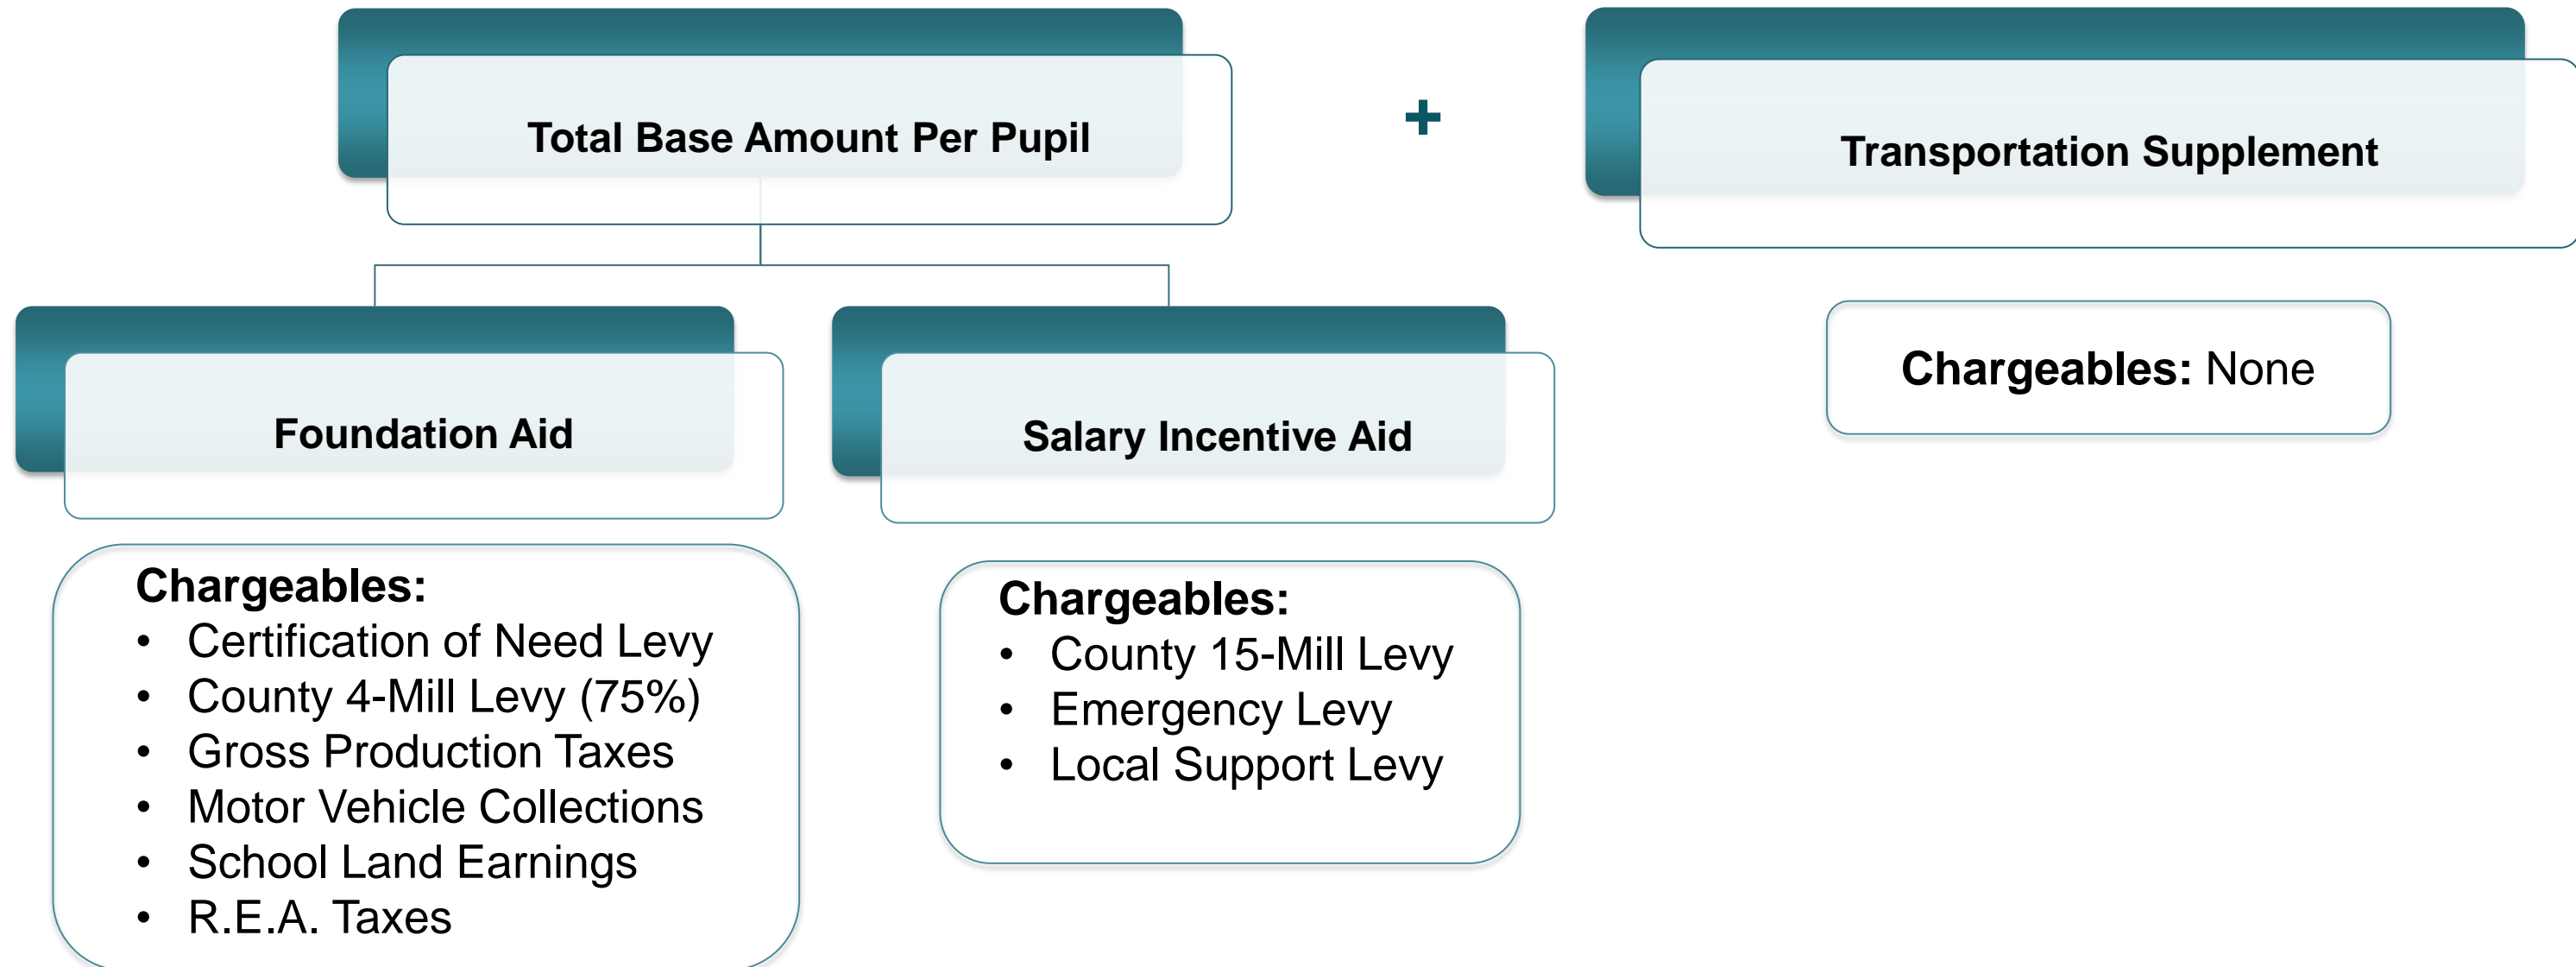 Total Base Amount Per Pupil
+
Transportation Supplement
Foundation Aid
Salary Incentive Aid
Chargeables: None
Chargeables:
• Certification of Need Levy
• County 4-Mill Levy (75%)
• Gross Production Taxes
• Motor Vehicle Collections
• School Land Earnings
• R.E.A. Taxes
Chargeables:
• County 15-Mill Levy
• Emergency Levy
• Local Support Levy